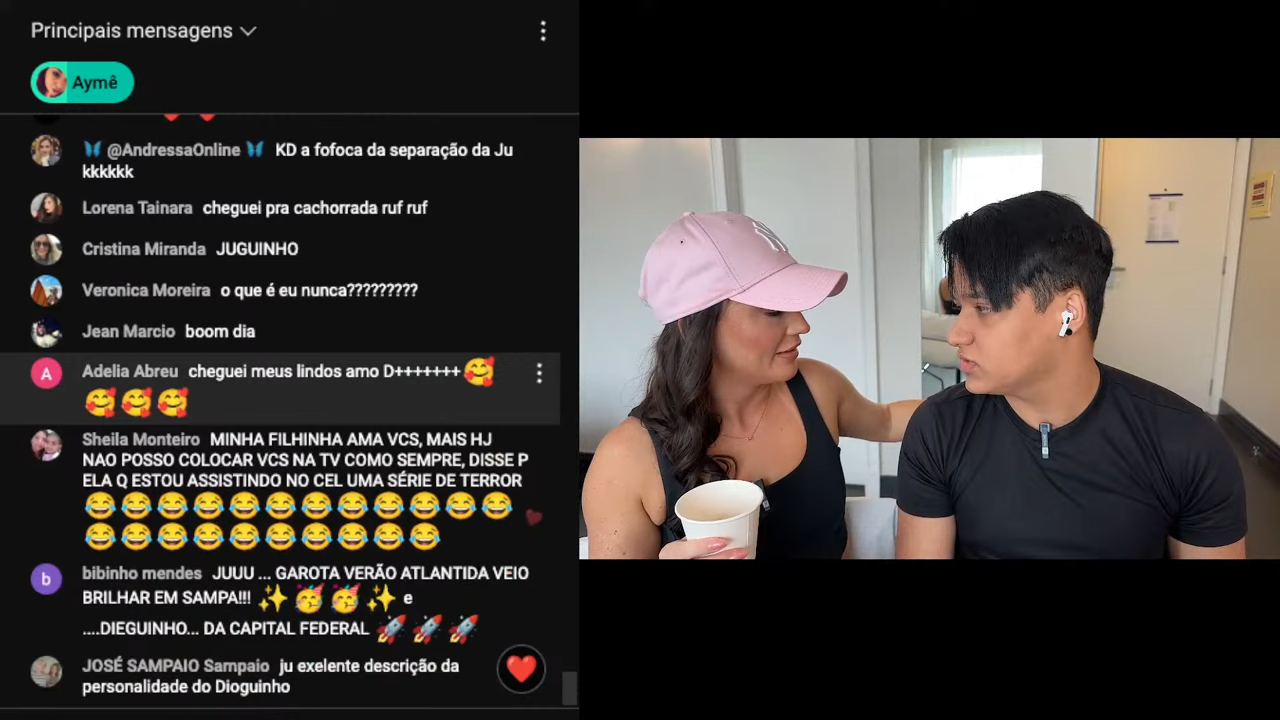 Principais mensagens
Aymê
@AndressaOnline KD a fofoca da separação da Ju
kkkkkk
Lorena Tainara cheguei pra cachorrada ruf ruf
Cristina Miranda JUGUINHO
Veronica Moreira o que é eu nunca?????????
Jean Marcio boom dia
A Adelia Abreu cheguei meus lindos amo D+++++++🥰
🥰🥰🥰
Sheila Monteiro MINHA FILHINHA AMA VCS, MAIS HJ
NAO POSSO COLOCAR VCS NA TV COMO SEMPRE, DISSE P
ELA Q ESTOU ASSISTINDO NO CEL UMA SÉRIE DE TERROR
😂😂😂😂😂😂😂😂😂😂😂😂
😂😂😂😂😂😂😂😂😂😂
b bibinho mendes JUUU ... GAROTA VERÃO ATLANTIDA VEIO
BRILHAR EM SAMPA!!! ✨🥳🥳✨ e
....DIEGUINHO... DA CAPITAL FEDERAL 🚀🚀🚀
JOSÉ SAMPAIO Sampaio ju exelente descrição da
personalidade do Dioguinho